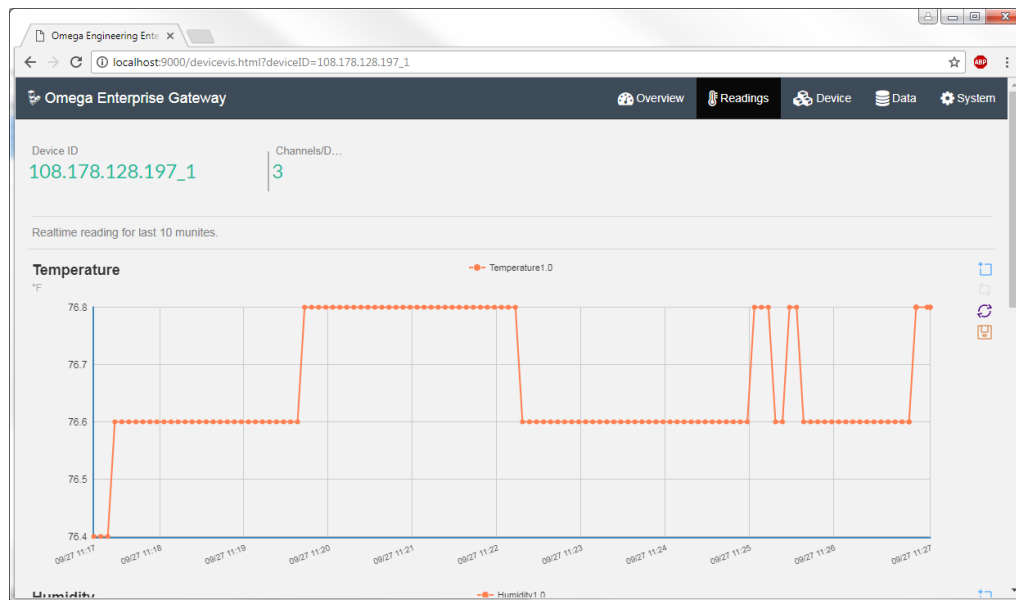 Omega Engineering Ente
localhost:9000/devicevis.html?deviceID=108.178.128.197_1
ABP
Omega Enterprise Gateway Overview Readings Device Data System
Device ID Channels/D...
108.178.128.197_1 3
Realtime reading for last 10 munites.
Temperature Temperature1.0
°F
76.8
76.7
76.6
76.5
76.4
09/27 11:17 09/27 11:18 09/27 11:19 09/27 11:20 09/27 11:21 09/27 11:22 09/27 11:23 09/27 11:24 09/27 11:25 09/27 11:26 09/27 11:27
Humidity Humidity1.0